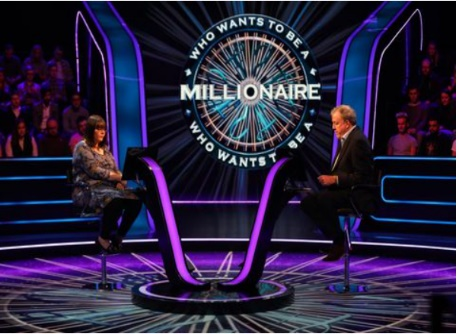 WHO WANTS TO BE A
MILLIONAIRE
WHO WANTS T BE A